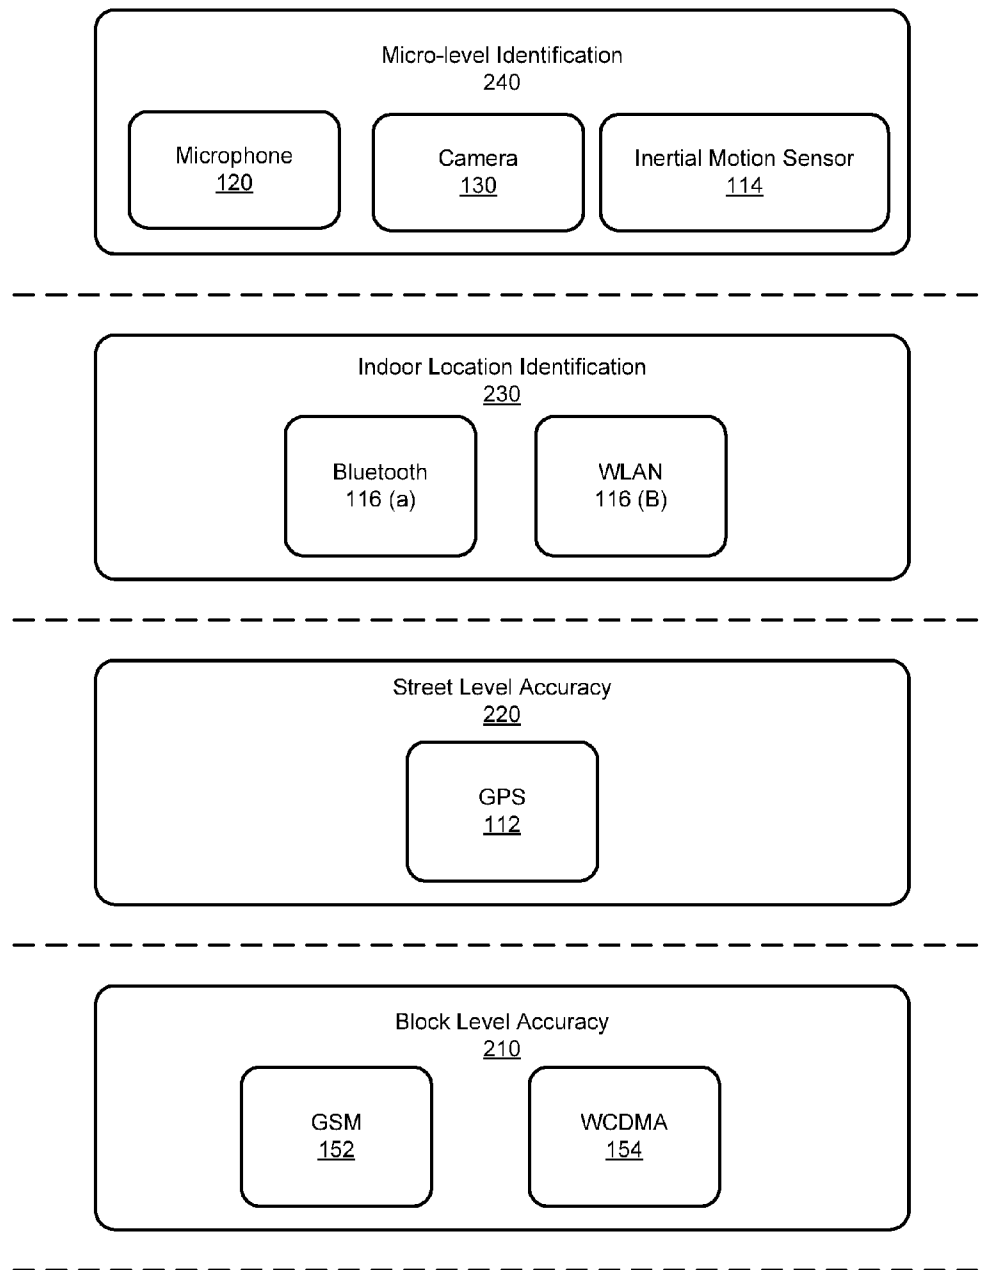 Micro-level Identification
240
Microphone
120
Camera
130
Inertial Motion Sensor
114
Indoor Location Identification
230
Bluetooth
116 (a)
WLAN
116 (B)
Street Level Accuracy
220
GPS
112
Block Level Accuracy
210
GSM
152
WCDMA
154